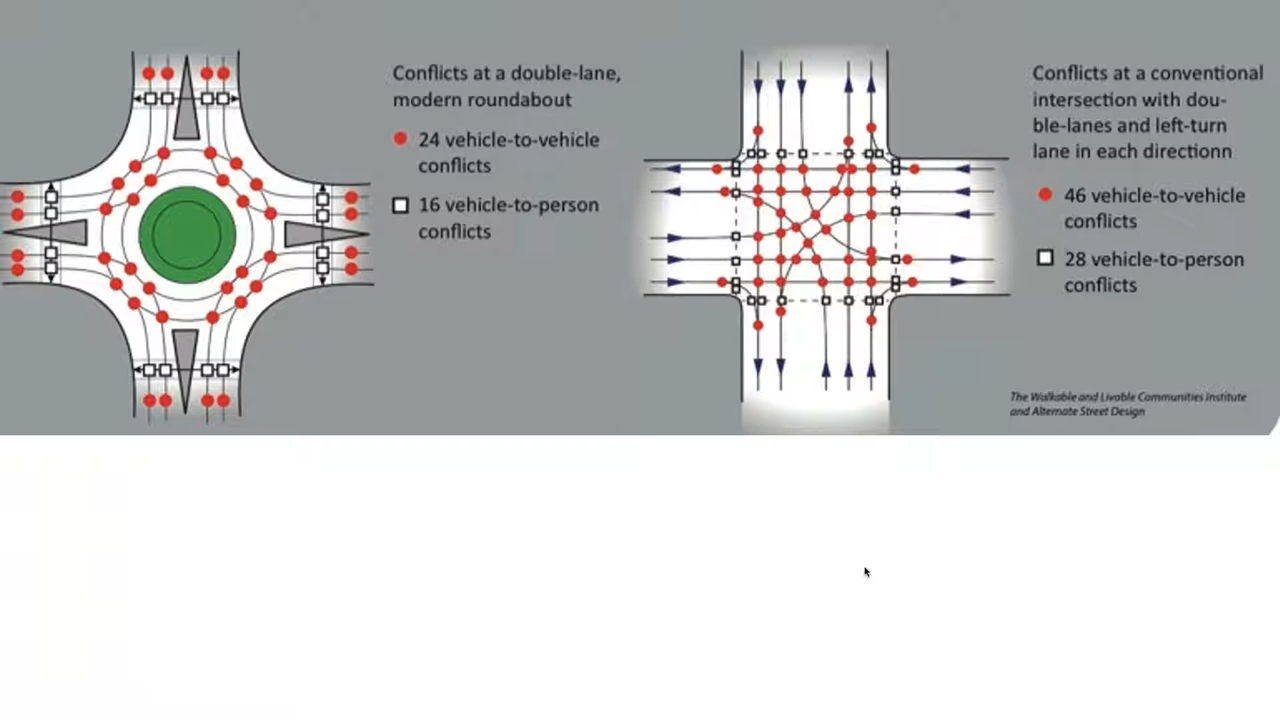 Conflicts at a double-lane,
modern roundabout
24 vehicle-to-vehicle
conflicts
16 vehicle-to-person
conflicts
Conflicts at a conventional
intersection with dou-
ble-lanes and left-turn
lane in each directionn
46 vehicle-to-vehicle
conflicts
28 vehicle-to-person
conflicts
The Walkable and Livable Communities Institute
and Alternate Street Design